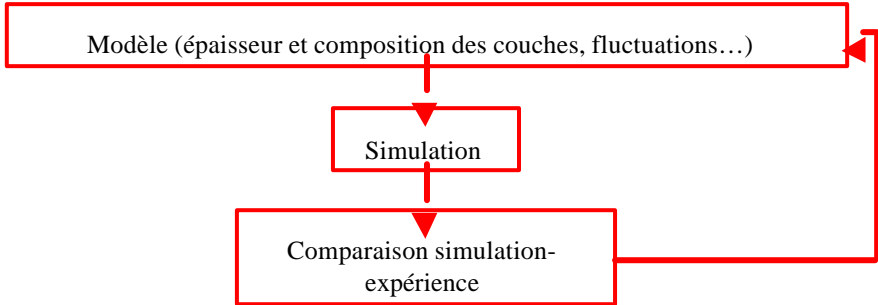 Modèle (épaisseur et composition des couches, fluctuations…)
Simulation
Comparaison simulation-
expérience